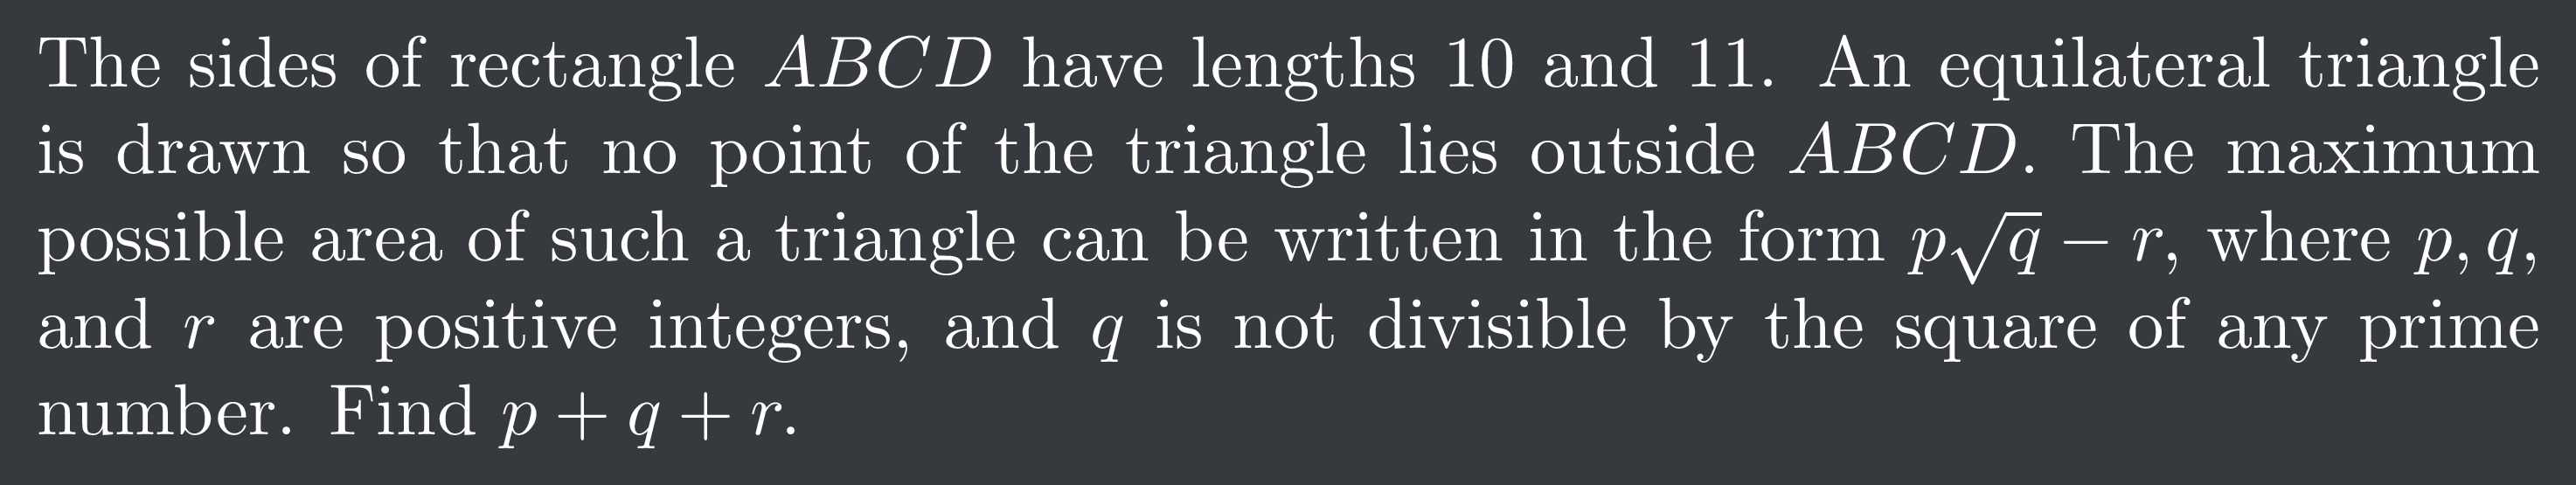 The sides of rectangle $ABCD$ have lengths $10$ and $11$. An equilateral triangle
is drawn so that no point of the triangle lies outside $ABCD$. The maximum
possible area of such a triangle can be written in the form $p\sqrt{q} - r$, where $p, q,$
and $r$ are positive integers, and $q$ is not divisible by the square of any prime
number. Find $p + q + r$.